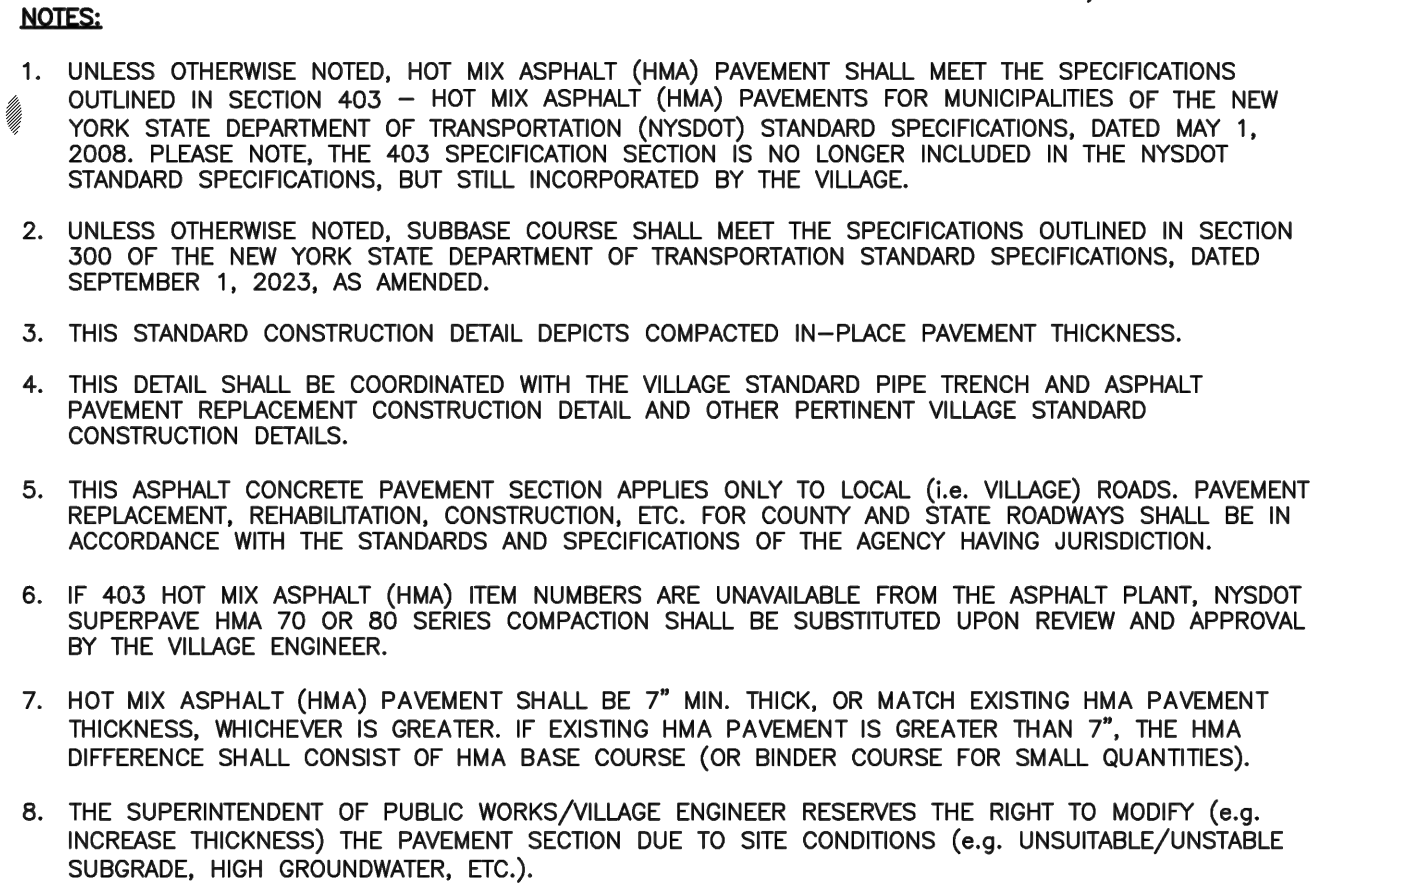 NOTES:
1. UNLESS OTHERWISE NOTED, HOT MIX ASPHALT (HMA) PAVEMENT SHALL MEET THE SPECIFICATIONS
OUTLINED IN SECTION 403 – HOT MIX ASPHALT (HMA) PAVEMENTS FOR MUNICIPALITIES OF THE NEW
YORK STATE DEPARTMENT OF TRANSPORTATION (NYSDOT) STANDARD SPECIFICATIONS, DATED MAY 1,
2008. PLEASE NOTE, THE 403 SPECIFICATION SECTION IS NO LONGER INCLUDED IN THE NYSDOT
STANDARD SPECIFICATIONS, BUT STILL INCORPORATED BY THE VILLAGE.
2. UNLESS OTHERWISE NOTED, SUBBASE COURSE SHALL MEET THE SPECIFICATIONS OUTLINED IN SECTION
300 OF THE NEW YORK STATE DEPARTMENT OF TRANSPORTATION STANDARD SPECIFICATIONS, DATED
SEPTEMBER 1, 2023, AS AMENDED.
3. THIS STANDARD CONSTRUCTION DETAIL DEPICTS COMPACTED IN–PLACE PAVEMENT THICKNESS.
4. THIS DETAIL SHALL BE COORDINATED WITH THE VILLAGE STANDARD PIPE TRENCH AND ASPHALT
PAVEMENT REPLACEMENT CONSTRUCTION DETAIL AND OTHER PERTINENT VILLAGE STANDARD
CONSTRUCTION DETAILS.
5. THIS ASPHALT CONCRETE PAVEMENT SECTION APPLIES ONLY TO LOCAL (i.e. VILLAGE) ROADS. PAVEMENT
REPLACEMENT, REHABILITATION, CONSTRUCTION, ETC. FOR COUNTY AND STATE ROADWAYS SHALL BE IN
ACCORDANCE WITH THE STANDARDS AND SPECIFICATIONS OF THE AGENCY HAVING JURISDICTION.
6. IF 403 HOT MIX ASPHALT (HMA) ITEM NUMBERS ARE UNAVAILABLE FROM THE ASPHALT PLANT, NYSDOT
SUPERPAVE HMA 70 OR 80 SERIES COMPACTION SHALL BE SUBSTITUTED UPON REVIEW AND APPROVAL
BY THE VILLAGE ENGINEER.
7. HOT MIX ASPHALT (HMA) PAVEMENT SHALL BE 7" MIN. THICK, OR MATCH EXISTING HMA PAVEMENT
THICKNESS, WHICHEVER IS GREATER. IF EXISTING HMA PAVEMENT IS GREATER THAN 7", THE HMA
DIFFERENCE SHALL CONSIST OF HMA BASE COURSE (OR BINDER COURSE FOR SMALL QUANTITIES).
8. THE SUPERINTENDENT OF PUBLIC WORKS/VILLAGE ENGINEER RESERVES THE RIGHT TO MODIFY (e.g.
INCREASE THICKNESS) THE PAVEMENT SECTION DUE TO SITE CONDITIONS (e.g. UNSUITABLE/UNSTABLE
SUBGRADE, HIGH GROUNDWATER, ETC.).